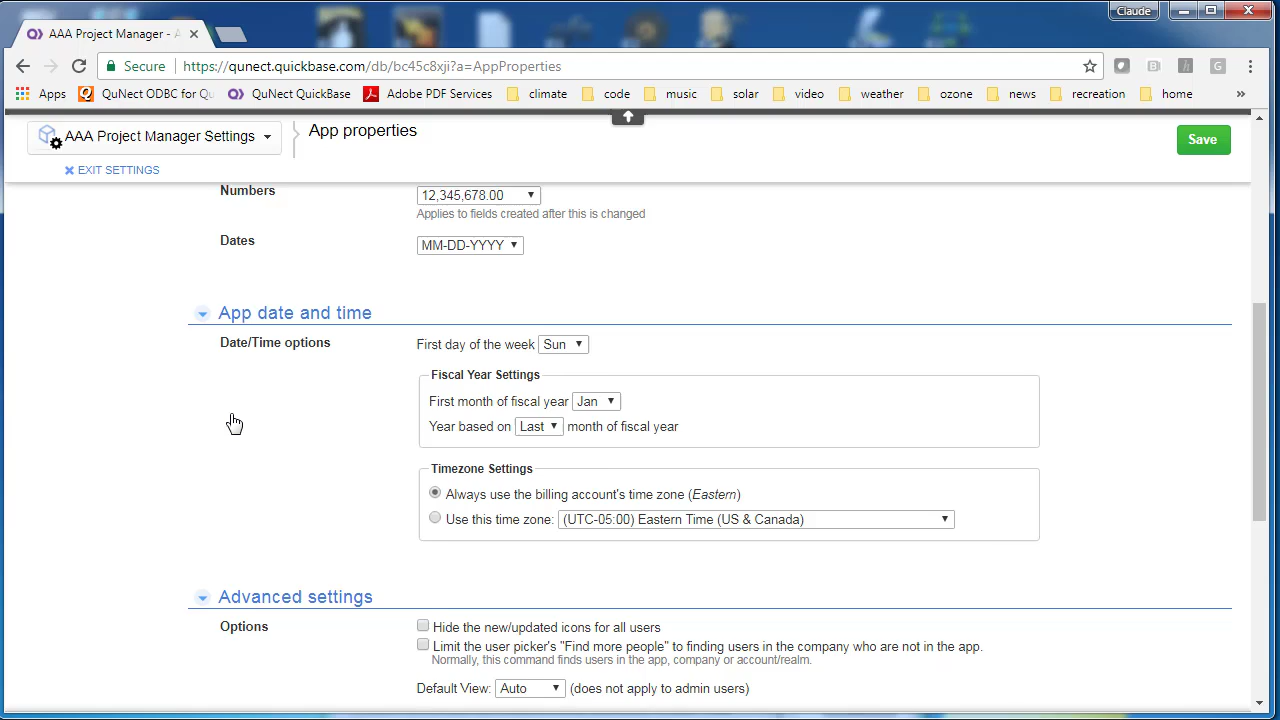 Claude
AAA Project Manager - A
Secure https://qunect.quickbase.com/db/bc45c8xji?a=AppProperties
Apps QuNect ODBC for Qu QuNect QuickBase Adobe PDF Services climate code music solar video weather ozone news recreation home »
AAA Project Manager Settings
App properties
Save
EXIT SETTINGS
Numbers 12,345,678.00
Applies to fields created after this is changed
Dates MM-DD-YYYY
App date and time
Date/Time options First day of the week Sun
Fiscal Year Settings
First month of fiscal year Jan
Year based on Last month of fiscal year
Timezone Settings
Always use the billing account's time zone (Eastern)
Use this time zone: (UTC-05:00) Eastern Time (US & Canada)
Advanced settings
Options Hide the new/updated icons for all users
Limit the user picker's "Find more people" to finding users in the company who are not in the app.
Normally, this command finds users in the app, company or account/realm.
Default View: Auto (does not apply to admin users)